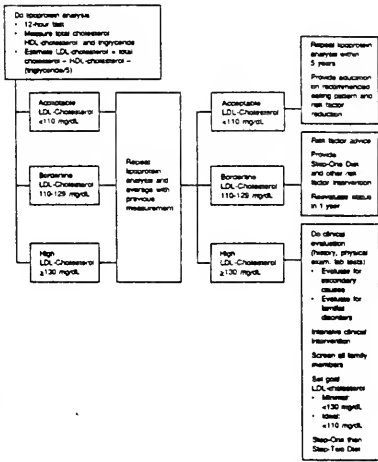 Do lipoprotein analysis
• 12-hour fast
• Measure total cholesterol
HDL-cholesterol and triglyceride
• Estimate LDL-cholesterol = total
cholesterol - HDL-cholesterol -
(triglyceride/5)
Acceptable
LDL-Cholesterol
<110 mg/dL
Borderline
LDL-Cholesterol
110-129 mg/dL
High
LDL-Cholesterol
≥130 mg/dL
Repeat
lipoprotein
analysis and
average with
previous
measurement
Acceptable
LDL-Cholesterol
<110 mg/dL
Borderline
LDL-Cholesterol
110-129 mg/dL
High
LDL-Cholesterol
≥130 mg/dL
Repeat lipoprotein
analysis within
5 years
Provide education
on recommended
eating pattern and
risk factor
reduction
Risk factor advice
Provide
Step-One Diet
and other risk
factor intervention
Reevaluate status
in 1 year
Do clinical
evaluation
(history, physical
exam, lab tests)
• Evaluate for
secondary
causes
• Evaluate for
familial
disorders
Intensive clinical
intervention
Screen all family
members
Set goal
LDL-cholesterol
• Minimal
<130 mg/dL
• Ideal
<110 mg/dL
Step-One then
Step-Two Diet